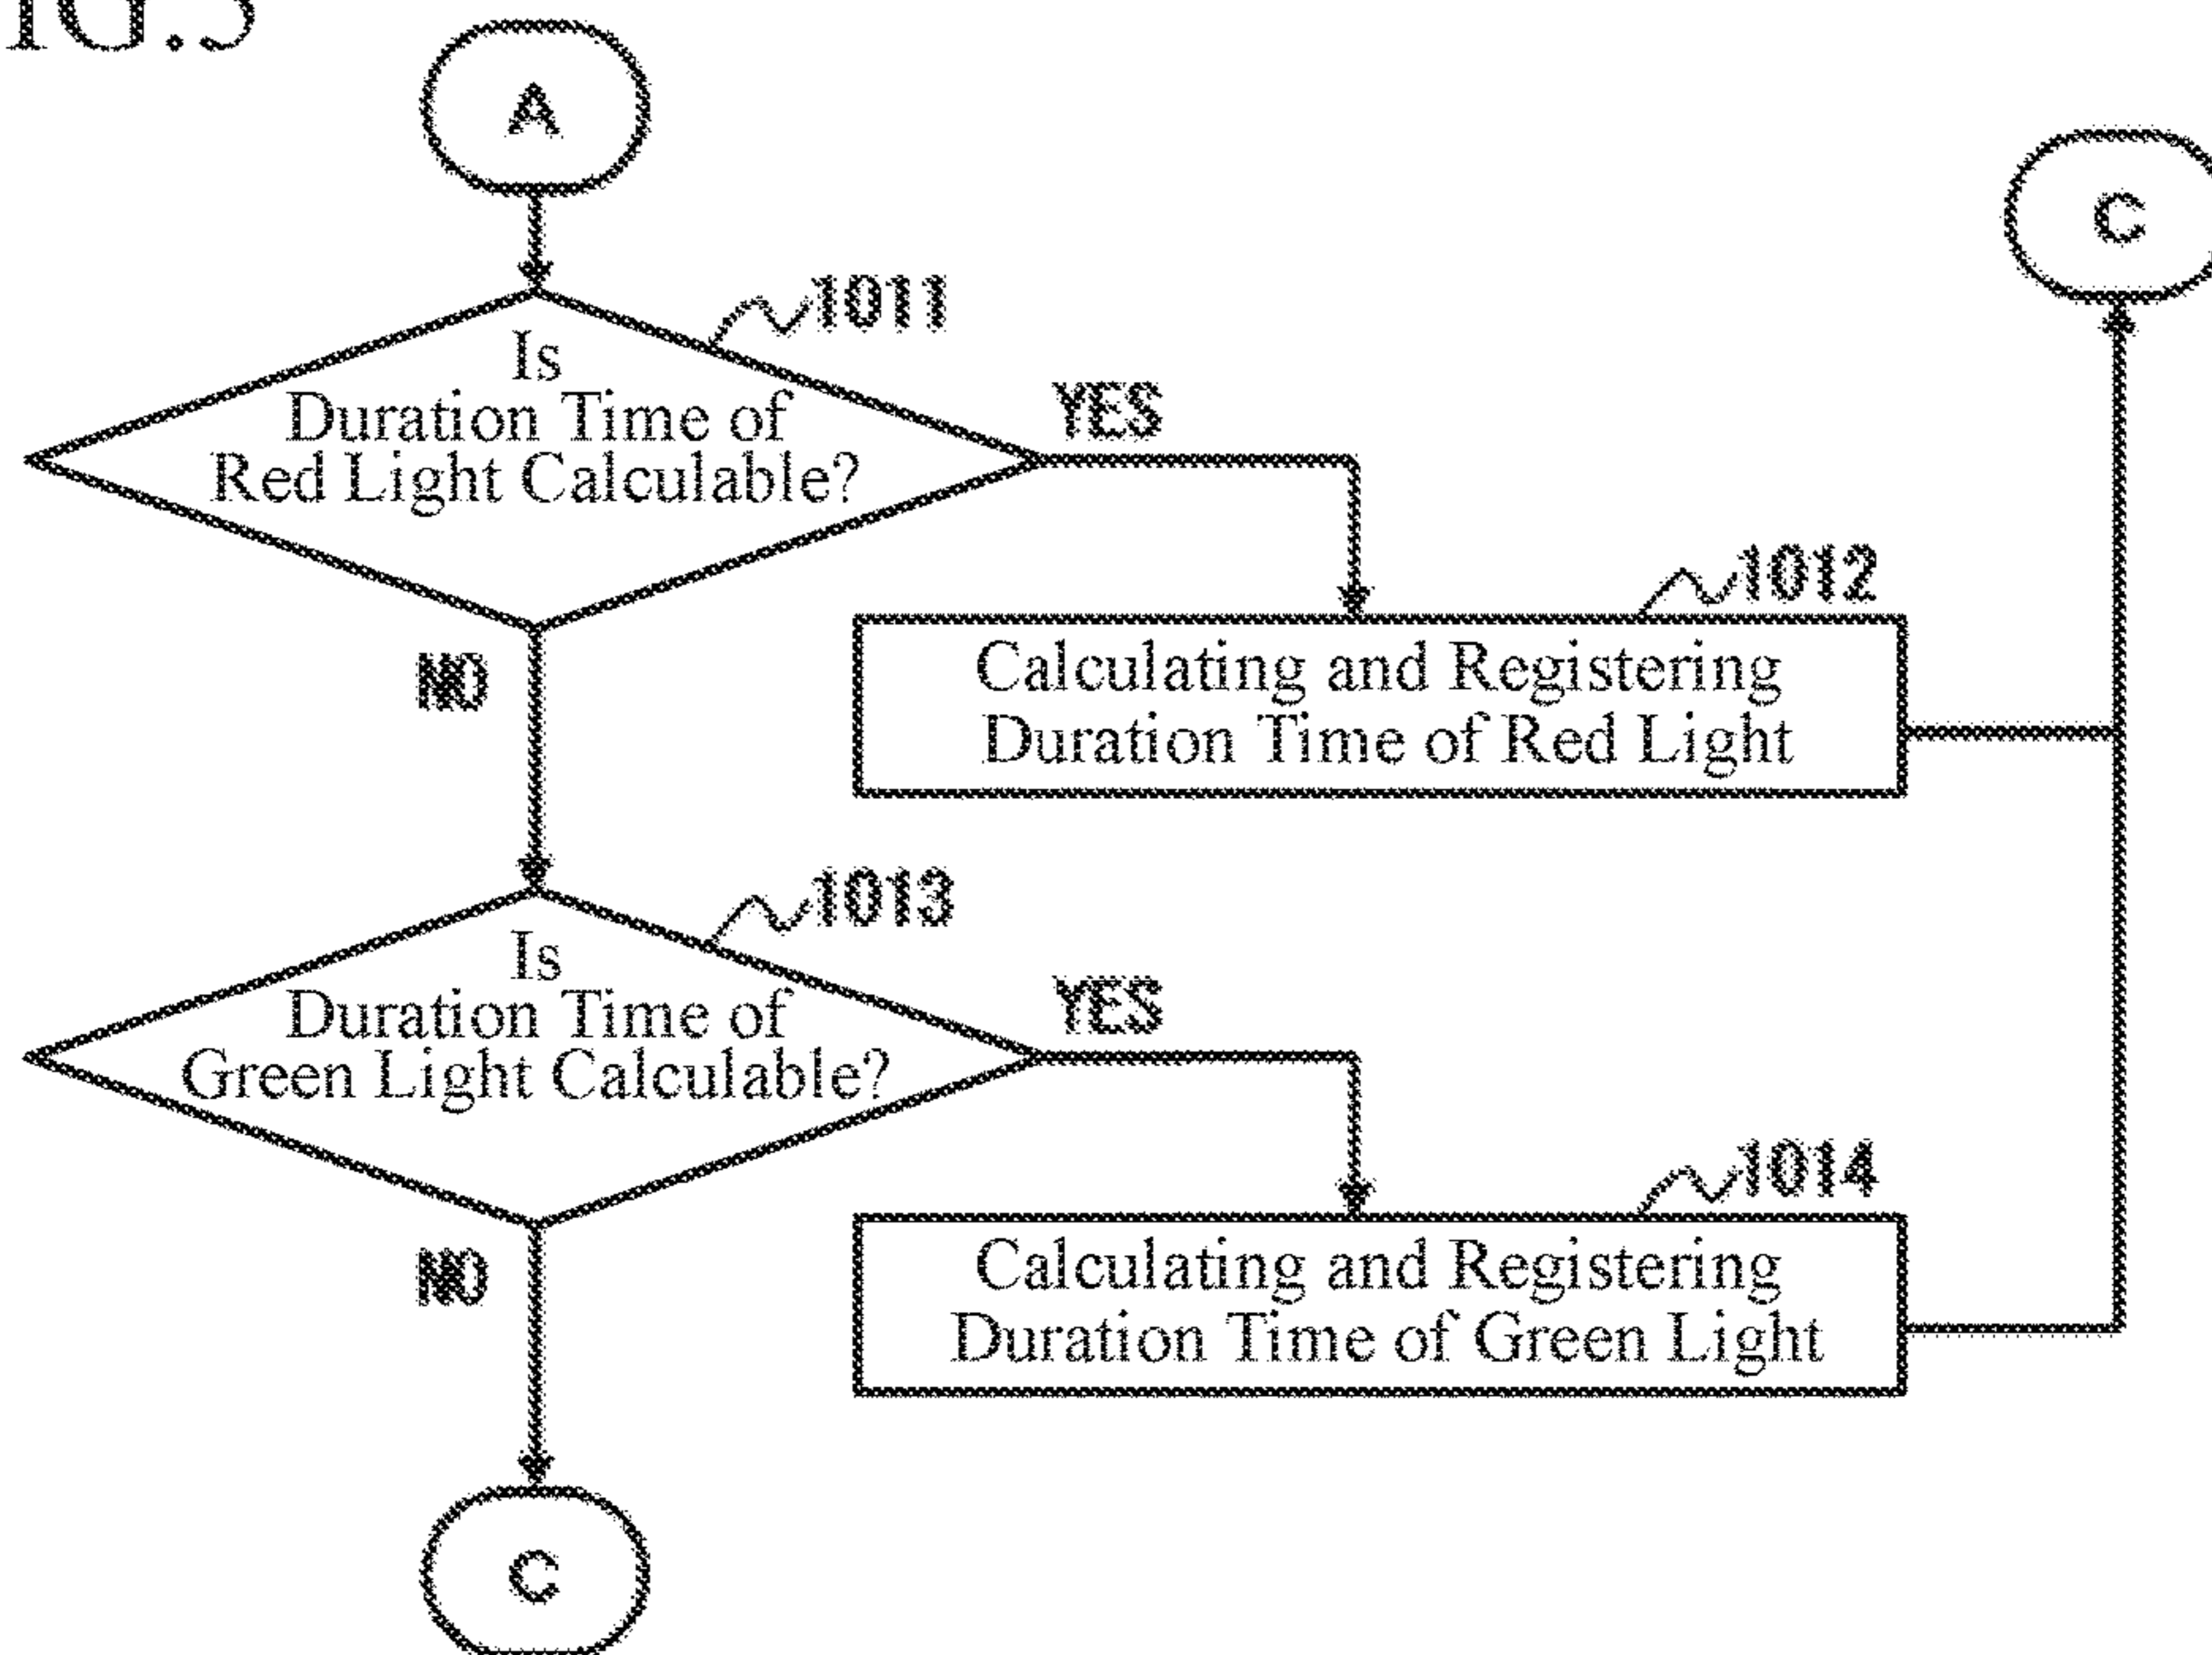 IG.5
A
C
1011
Is
Duration Time of
Red Light Calculable?
YES
1012
Calculating and Registering
Duration Time of Red Light
NO
1013
Is
Duration Time of
Green Light Calculable?
YES
1014
Calculating and Registering
Duration Time of Green Light
NO
C